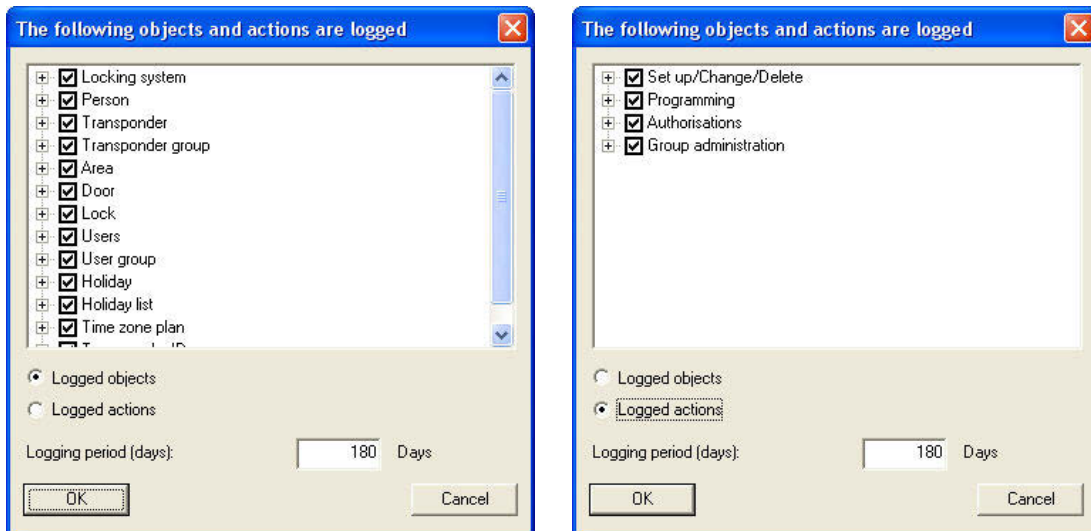 The following objects and actions are logged
Locking system
Person
Transponder
Transponder group
Area
Door
Lock
Users
User group
Holiday
Holiday list
Time zone plan
Logged objects
Logged actions
Logging period (days): 180 Days
OK Cancel
The following objects and actions are logged
Set up/Change/Delete
Programming
Authorisations
Group administration
Logged objects
Logged actions
Logging period (days): 180 Days
OK Cancel